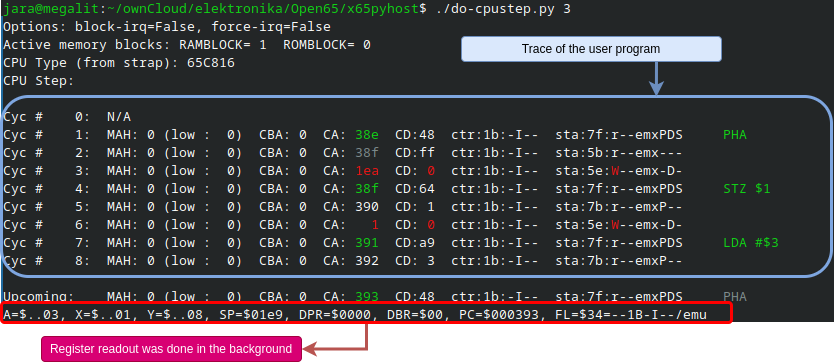 jara@megalit:~/ownCloud/elektronika/Open65/x65pyhost$ ./do-cpustep.py 3
Options: block-irq=False, force-irq=False
Active memory blocks: RAMBLOCK= 1  ROMBLOCK= 0
Trace of the user program
CPU Type (from strap): 65C816
CPU Step:
Cyc #    0:  N/A
Cyc #    1:  MAH: 0 (low :  0)  CBA: 0  CA: 38e  CD:48  ctr:1b:-I--  sta:7f:r--emxPDS     PHA
Cyc #    2:  MAH: 0 (low :  0)  CBA: 0  CA: 38f  CD:ff  ctr:1b:-I--  sta:5b:r--emx---
Cyc #    3:  MAH: 0 (low :  0)  CBA: 0  CA: 1ea  CD: 0  ctr:1b:-I--  sta:5e:W--emx-D-
Cyc #    4:  MAH: 0 (low :  0)  CBA: 0  CA: 38f  CD:64  ctr:1b:-I--  sta:7f:r--emxPDS     STZ $1
Cyc #    5:  MAH: 0 (low :  0)  CBA: 0  CA: 390  CD: 1  ctr:1b:-I--  sta:7b:r--emxP--
Cyc #    6:  MAH: 0 (low :  0)  CBA: 0  CA:   1  CD: 0  ctr:1b:-I--  sta:5e:W--emx-D-
Cyc #    7:  MAH: 0 (low :  0)  CBA: 0  CA: 391  CD:a9  ctr:1b:-I--  sta:7f:r--emxPDS     LDA #$3
Cyc #    8:  MAH: 0 (low :  0)  CBA: 0  CA: 392  CD: 3  ctr:1b:-I--  sta:7b:r--emxP--
Upcoming:    MAH: 0 (low :  0)  CBA: 0  CA: 393  CD:48  ctr:1b:-I--  sta:7f:r--emxPDS     PHA
A=$..03, X=$..01, Y=$..08, SP=$01e9, DPR=$0000, DBR=$00, PC=$000393, FL=$34=--1B-I--/emu
Register readout was done in the background